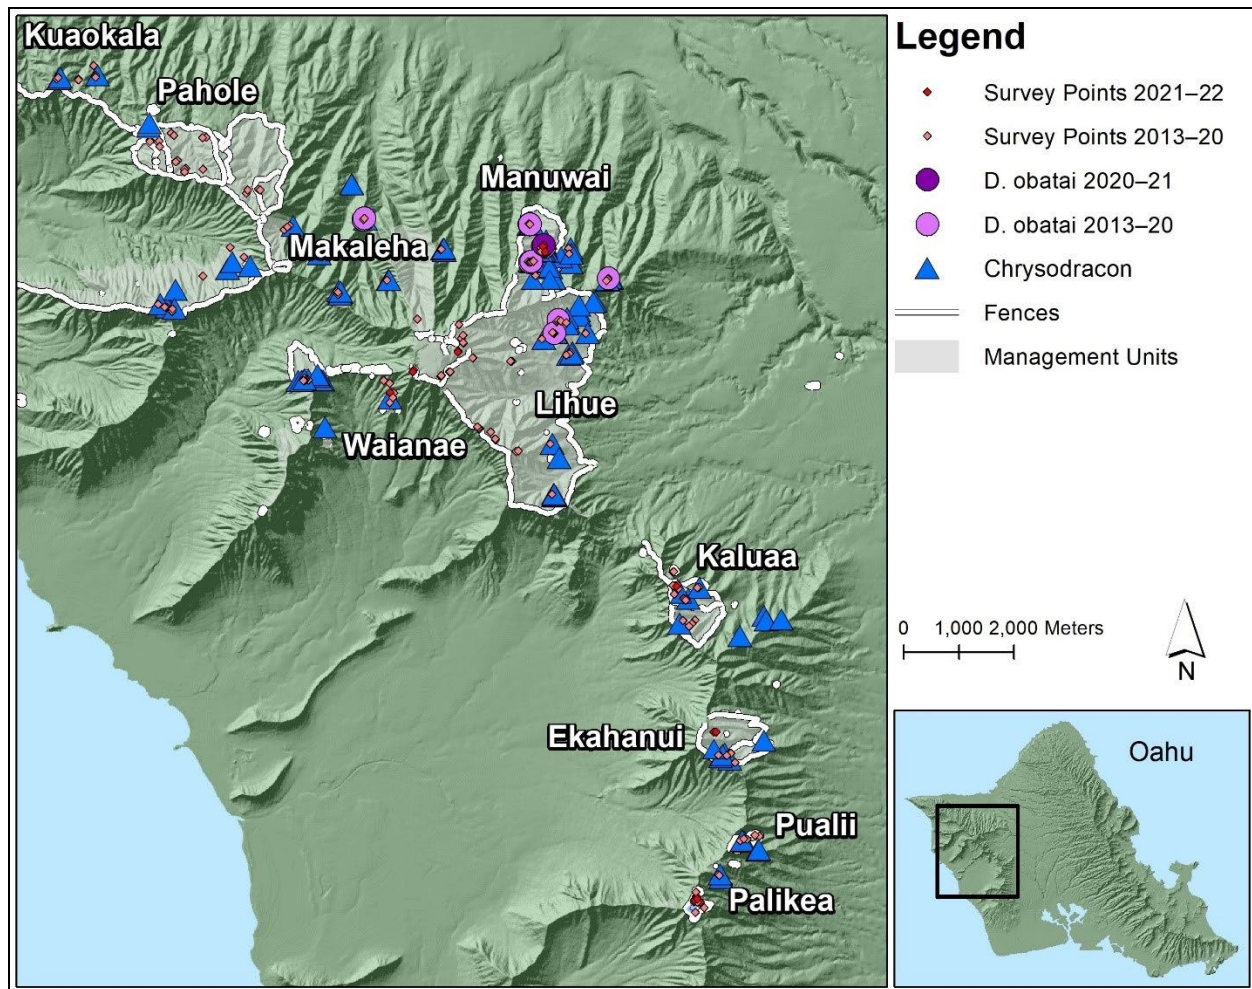 Kuaokala
Pahole
Manuwai
Makaleha
Lihue
Waianae
Kaluaa
Ekahanui
Pualii
Palikea
Legend
Survey Points 2021–22
Survey Points 2013–20
D. obatai 2020–21
D. obatai 2013–20
Chrysodracon
Fences
Management Units
0 1,000 2,000 Meters
N
Oahu